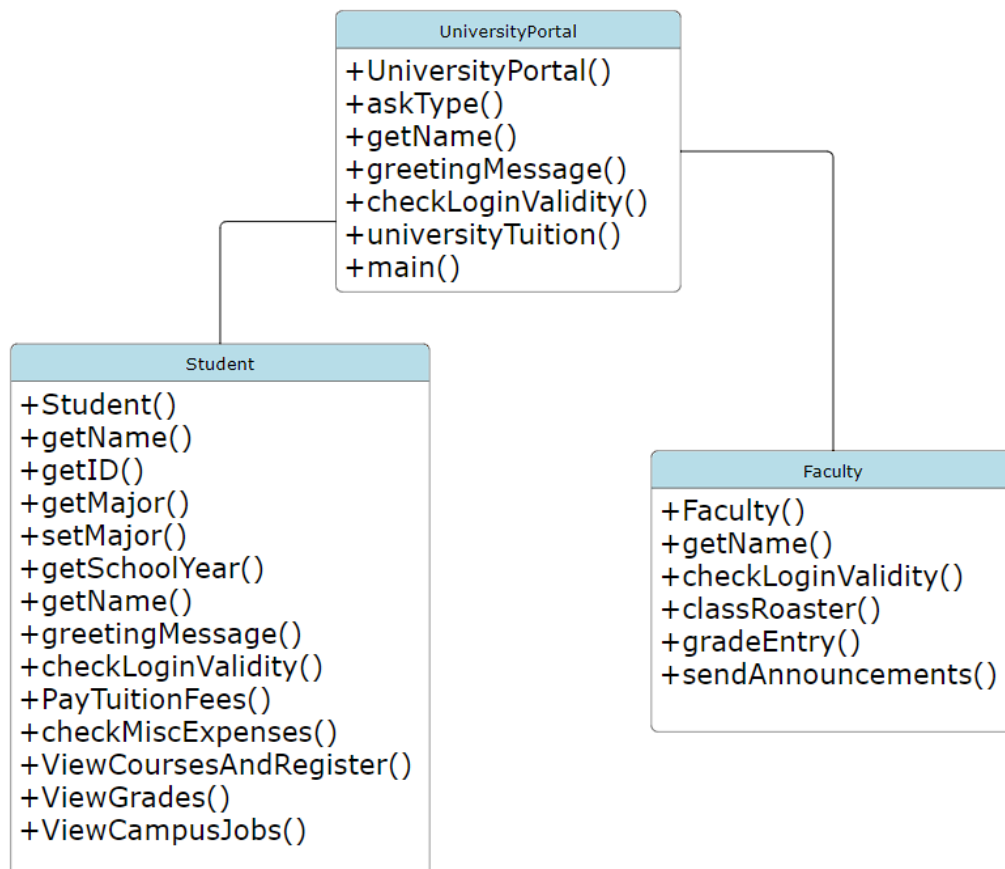 UniversityPortal
+UniversityPortal()
+askType()
+getName()
+greetingMessage()
+checkLoginValidity()
+universityTuition()
+main()
Student
+Student()
+getName()
+getID()
+getMajor()
+setMajor()
+getSchoolYear()
+getName()
+greetingMessage()
+checkLoginValidity()
+PayTuitionFees()
+checkMiscExpenses()
+ViewCoursesAndRegister()
+ViewGrades()
+ViewCampusJobs()
Faculty
+Faculty()
+getName()
+checkLoginValidity()
+classRoaster()
+gradeEntry()
+sendAnnouncements()